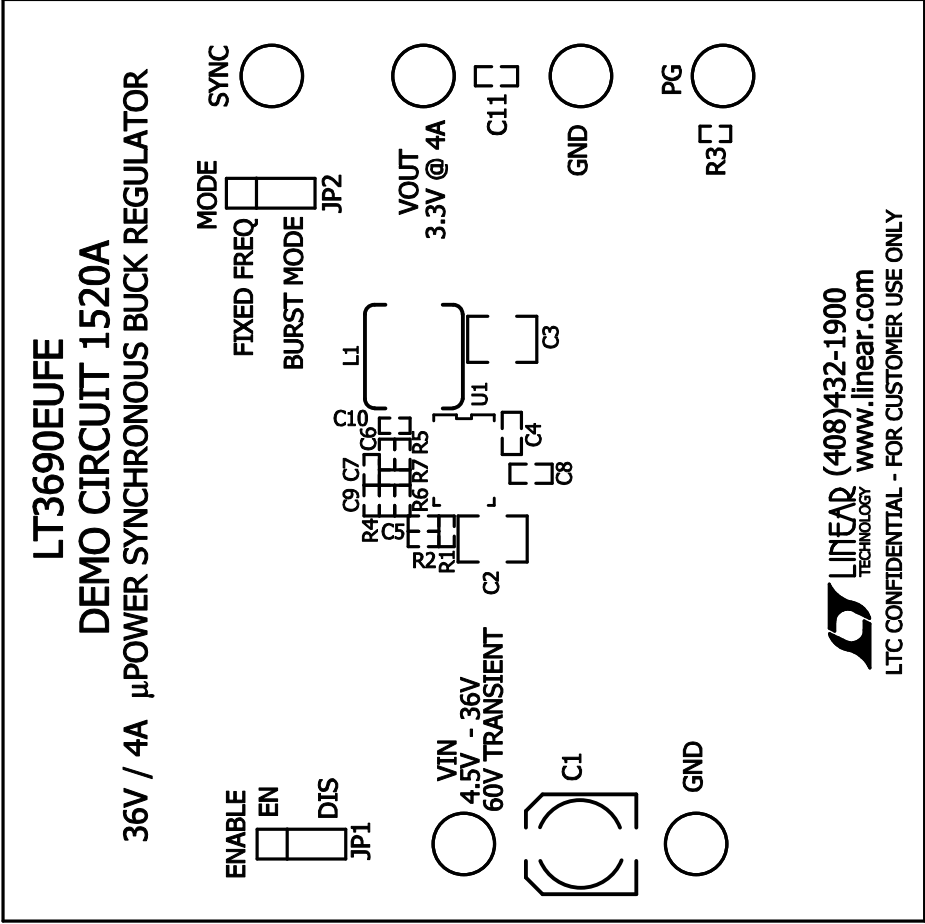 LT3690EUFE
DEMO CIRCUIT 1520A
36V / 4A µPOWER SYNCHRONOUS BUCK REGULATOR
ENABLE
EN
DIS
JP1
MODE
FIXED FREQ
BURST MODE
JP2
SYNC
VIN
4.5V - 36V
60V TRANSIENT
C1
GND
L1
C10
C6
C7
C9
R4
R5
R7
R6
C5
R2
R1
U1
C2
C3
C4
C8
VOUT
3.3V @ 4A
C11
GND
PG
R3
LINEAR
TECHNOLOGY
(408)432-1900
www.linear.com
LTC CONFIDENTIAL - FOR CUSTOMER USE ONLY